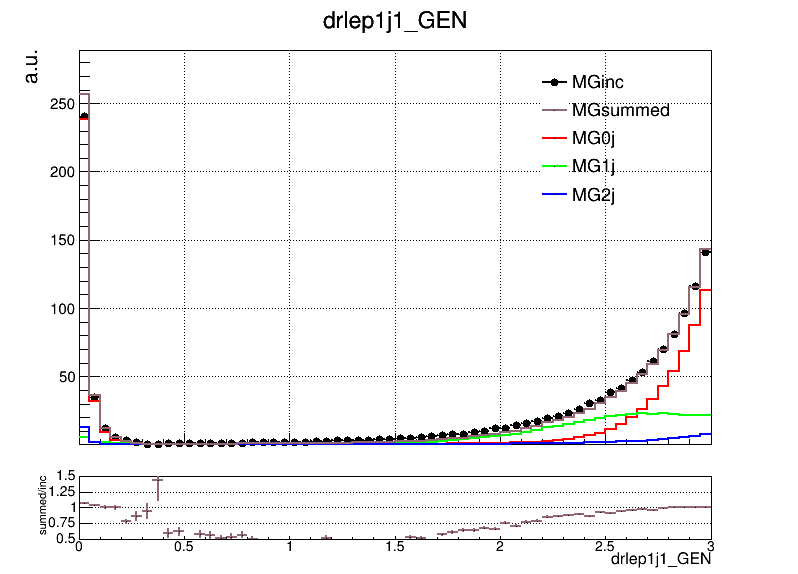 drlep1j1_GEN
a.u.
250
200
150
100
50
MGinc
MGsummed
MG0j
MG1j
MG2j
summed/inc
1.5
1.25
1
0.75
0.5
0 0.5 1 1.5 2 2.5 3
drlep1j1_GEN